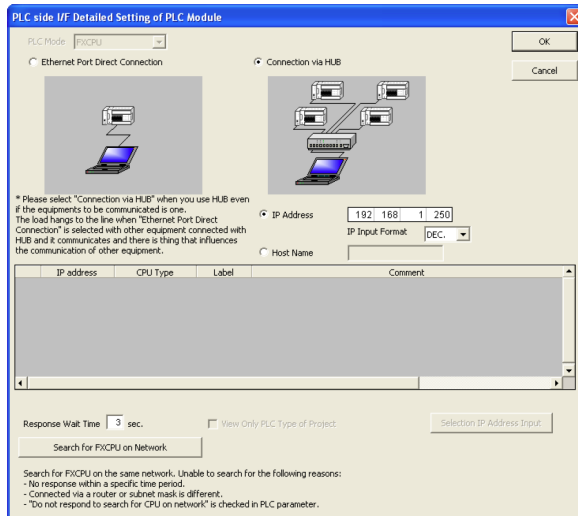 PLC side I/F Detailed Setting of PLC Module
PLC Mode FXCPU
OK
Ethernet Port Direct Connection
Connection via HUB
Cancel
* Please select "Connection via HUB" when you use HUB even
if the equipments to be communicated is one.
The load hangs to the line when "Ethernet Port Direct
Connection" is selected with other equipment connected with
HUB and it communicates and there is thing that influences
the communication of other equipment.
IP Address 192 168 1 250
IP Input Format DEC.
Host Name
IP address CPU Type Label Comment
Response Wait Time 3 sec.
View Only PLC Type of Project
Selection IP Address Input
Search for FXCPU on Network
Search for FXCPU on the same network. Unable to search for the following reasons:
- No response within a specific time period.
- Connected via a router or subnet mask is different.
- "Do not respond to search for CPU on network" is checked in PLC parameter.